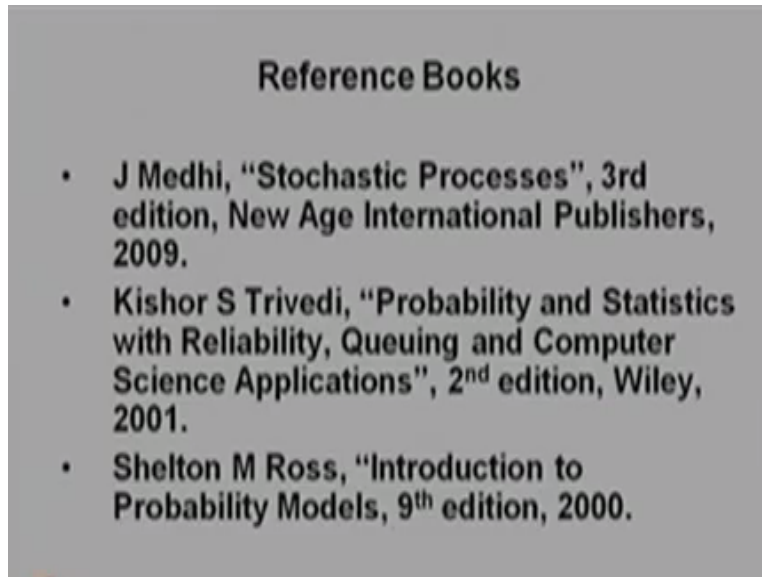 Reference Books
• J Medhi, “Stochastic Processes”, 3rd
edition, New Age International Publishers,
2009.
• Kishor S Trivedi, “Probability and Statistics
with Reliability, Queuing and Computer
Science Applications”, 2nd edition, Wiley,
2001.
• Shelton M Ross, “Introduction to
Probability Models, 9th edition, 2000.